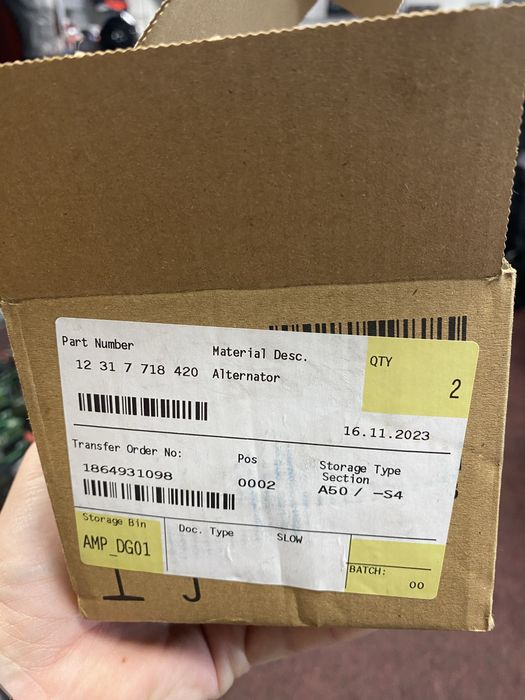 Part Number
Material Desc.
QTY
12 31 7 718 420
Alternator
2
16.11.2023
Transfer Order No:
Pos
Storage Type
Section
1864931098
0002
A50 / -S4
Storage Bin
Doc. Type
SLOW
AMP_DG01
BATCH:
00